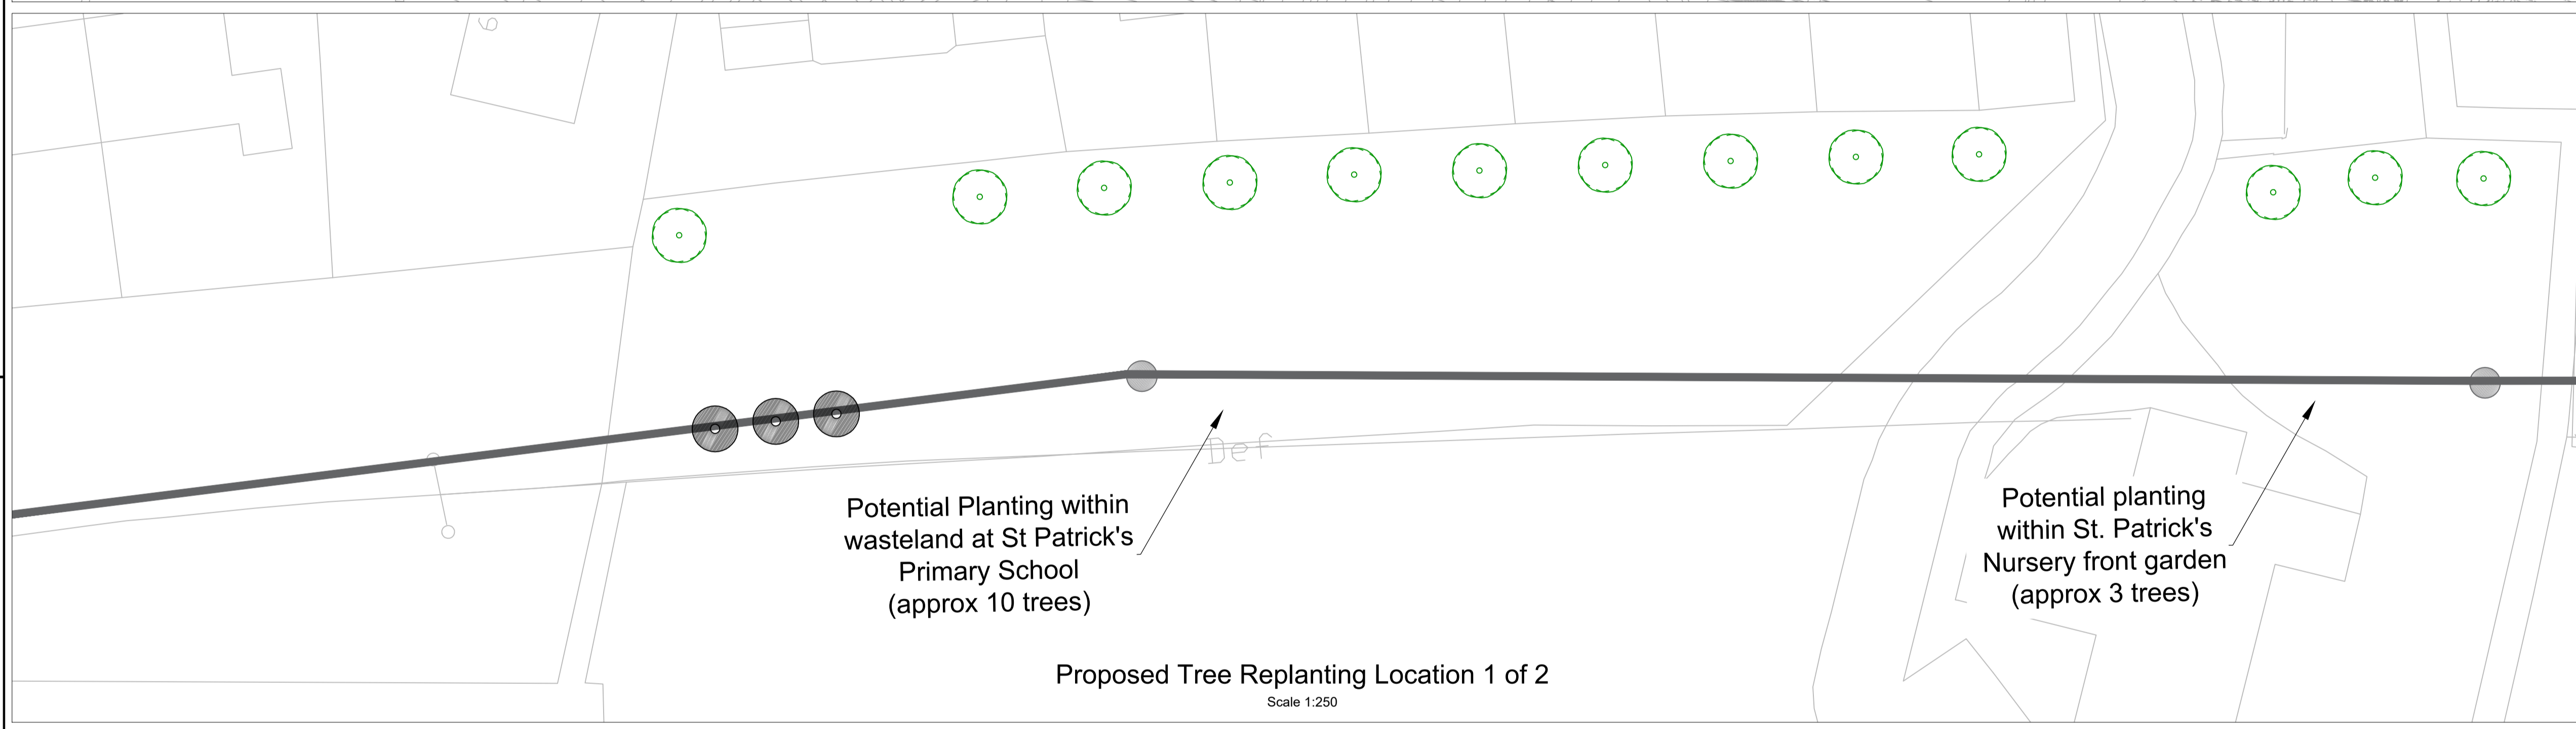 Def
Potential Planting within
wasteland at St Patrick's
Primary School
(approx 10 trees)
Potential planting
within St. Patrick's
Nursery front garden
(approx 3 trees)
Proposed Tree Replanting Location 1 of 2
Scale 1:250